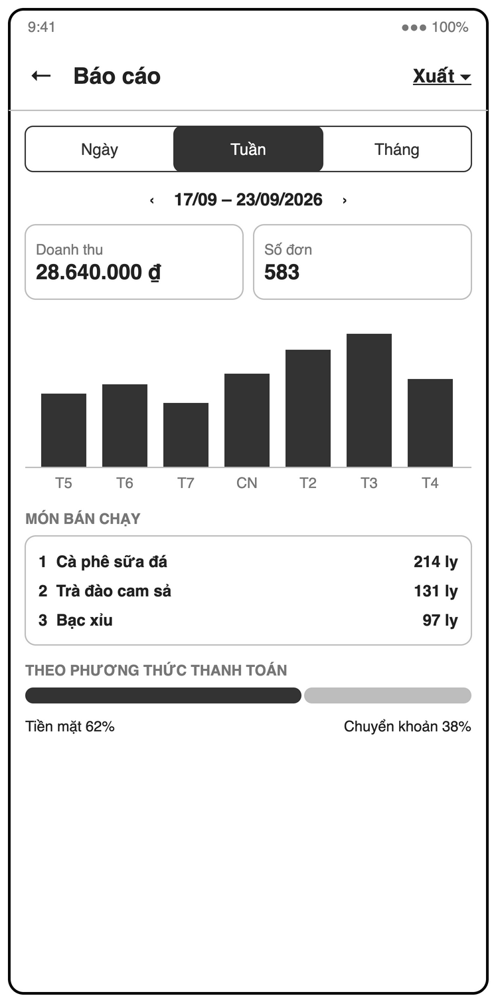 9:41 ●●● 100%
← Báo cáo Xuất ▾
Ngày Tuần Tháng
‹ 17/09 – 23/09/2026 ›
Doanh thu Số đơn
28.640.000 ₫ 583
T5 T6 T7 CN T2 T3 T4
MÓN BÁN CHẠY
1 Cà phê sữa đá 214 ly
2 Trà đào cam sả 131 ly
3 Bạc xỉu 97 ly
THEO PHƯƠNG THỨC THANH TOÁN
Tiền mặt 62% Chuyển khoản 38%